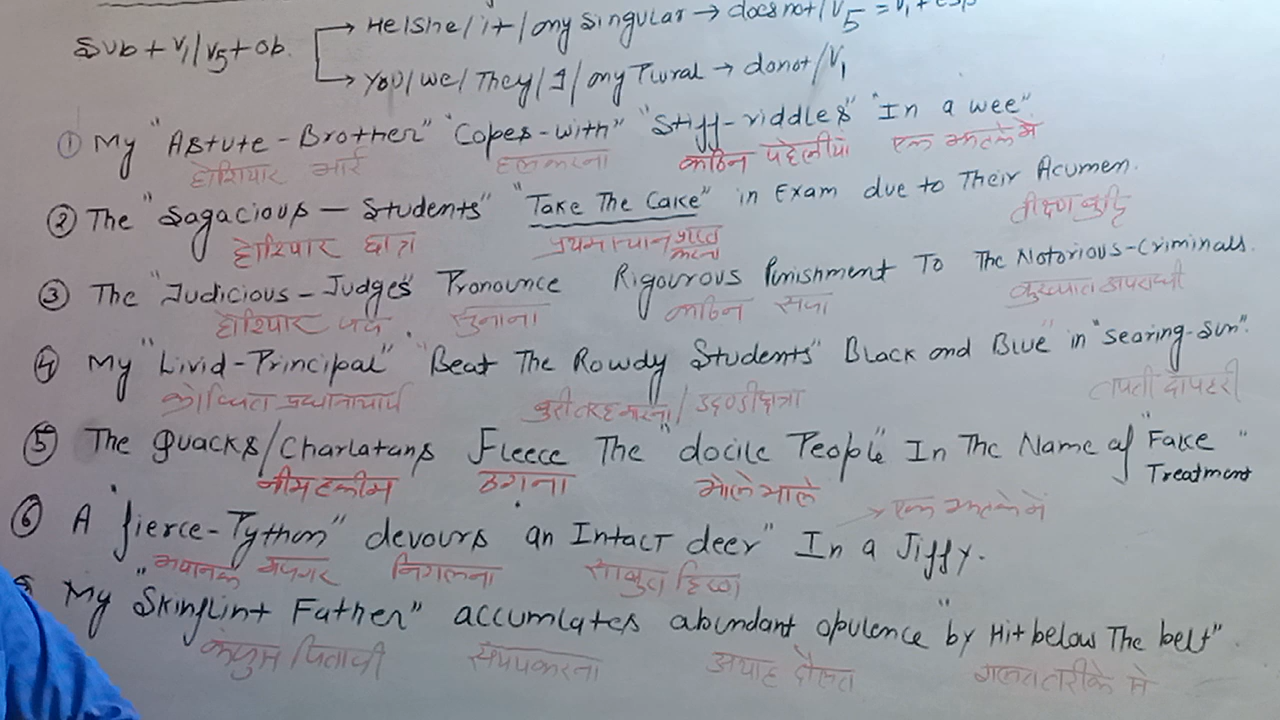 He/She/it/any singular → does not/V5 = V1 +
Sub + V1/V5 + ob.
You/we/They/I/any Plural → donot/V1
① My "Astute-Brother" "Copes-with" "Stiff-riddles" "In a wee"
होशियार भाई हल करना कठिन पहेलीयां एक झटके में
② The "Sagacious - Students" "Take The Cake" in Exam due to Their Acumen.
होशियार छात्र प्रथम स्थान प्राप्त करना तीक्ष्ण बुद्धि
③ The "Judicious-Judges" Pronounce Rigourous Punishment To The Notorious-Criminals.
होशियार जज सुनाना कठिन सजा कुख्यात अपराधी
④ My "Livid-Principal" "Beat The Rowdy Students" Black and Blue" in "searing-sun".
क्रोधित प्रधानाचार्य बुरी तरह मारना/उदण्डी छात्र तपती दोपहरी
⑤ The Quacks/Charlatans Fleece The "docile People" In The Name of "Fake Treatment"
नीम हकीम ठगना भोले भाले
⑥ A "fierce-Python" devours an Intact deer" In a Jiffy.
→ एक झटके में
भयानक अजगर निगलना साबुत हिरण
My "Skinflint Father" accumlates abundant opulence "by Hit below The belt".
कंजूस पिताजी संचय करना अथाह दौलत गलत तरीके से